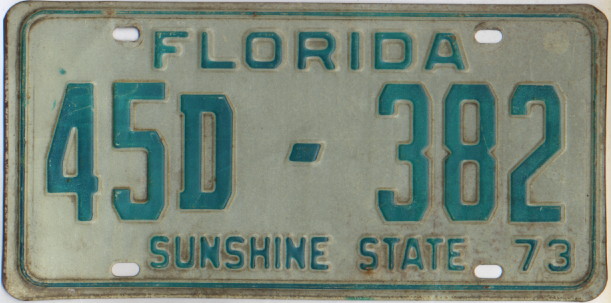 FLORIDA
45D-382
SUNSHINE STATE 73